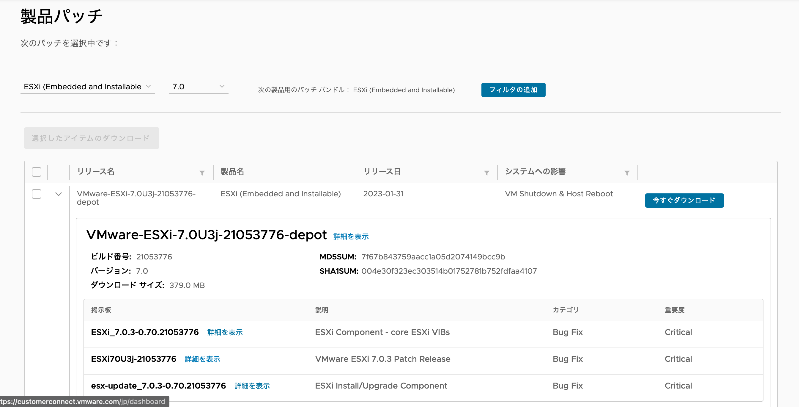 製品パッチ
次のパッチを選択中です：
ESXi (Embedded and Installable 7.0 次の製品用のパッチ バンドル： ESXi (Embedded and Installable) フィルタの追加
選択したアイテムのダウンロード
リリース名 製品名 リリース日 システムへの影響
VMware-ESXi-7.0U3j-21053776- ESXi (Embedded and Installable) 2023-01-31 VM Shutdown & Host Reboot 今すぐダウンロード
depot
VMware-ESXi-7.0U3j-21053776-depot 詳細を表示
ビルド番号: 21053776 MD5SUM: 7f67b843759aacc1a05d2074149bcc9b
バージョン: 7.0 SHA1SUM: 004e30f323ec303514b01752781b752fdfaa4107
ダウンロード サイズ: 379.0 MB
掲示板 説明 カテゴリ 重要度
ESXi_7.0.3-0.70.21053776 詳細を表示 ESXi Component - core ESXi VIBs Bug Fix Critical
ESXi70U3j-21053776 詳細を表示 VMware ESXi 7.0.3 Patch Release Bug Fix Critical
esx-update_7.0.3-0.70.21053776 詳細を表示 ESXi Install/Upgrade Component Bug Fix Critical
tps://customerconnect.vmware.com/jp/dashboard